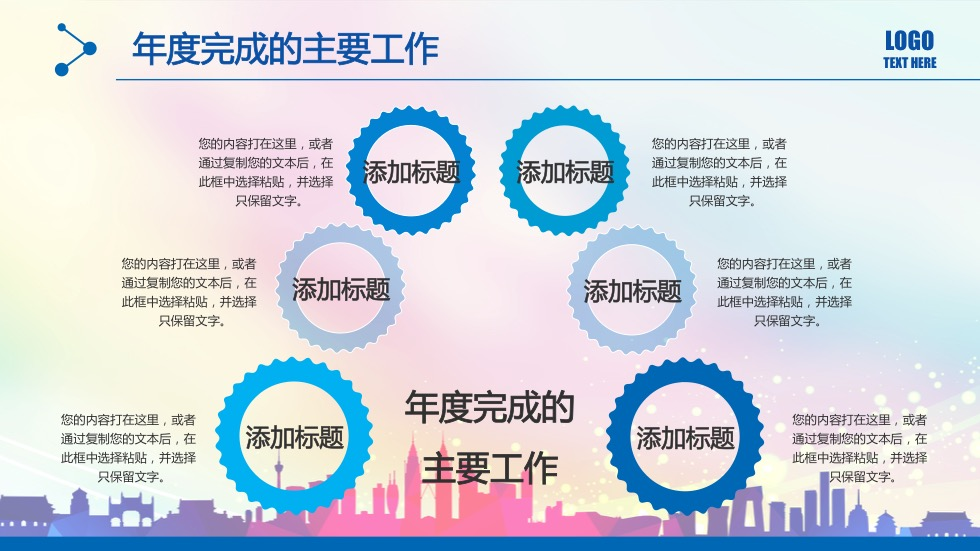 年度完成的主要工作
LOGO
TEXT HERE
您的内容打在这里，或者
通过复制您的文本后，在
此框中选择粘贴，并选择
只保留文字。
添加标题
添加标题
您的内容打在这里，或者
通过复制您的文本后，在
此框中选择粘贴，并选择
只保留文字。
您的内容打在这里，或者
通过复制您的文本后，在
此框中选择粘贴，并选择
只保留文字。
添加标题
添加标题
您的内容打在这里，或者
通过复制您的文本后，在
此框中选择粘贴，并选择
只保留文字。
您的内容打在这里，或者
通过复制您的文本后，在
此框中选择粘贴，并选择
只保留文字。
添加标题
年度完成的
主要工作
添加标题
您的内容打在这里，或者
通过复制您的文本后，在
此框中选择粘贴，并选择
只保留文字。